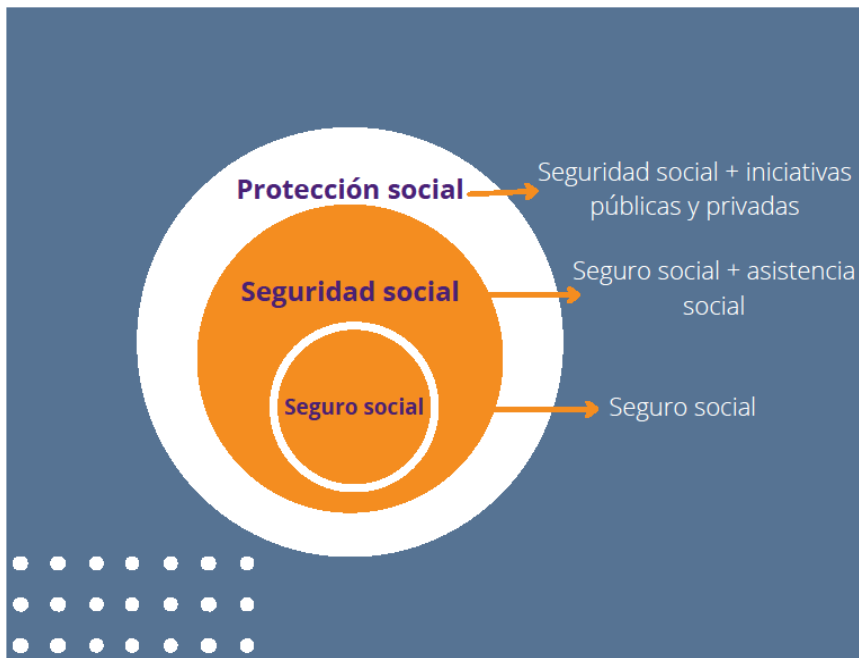 Protección social
Seguridad social + iniciativas
públicas y privadas
Seguridad social
Seguro social + asistencia
social
Seguro social
Seguro social